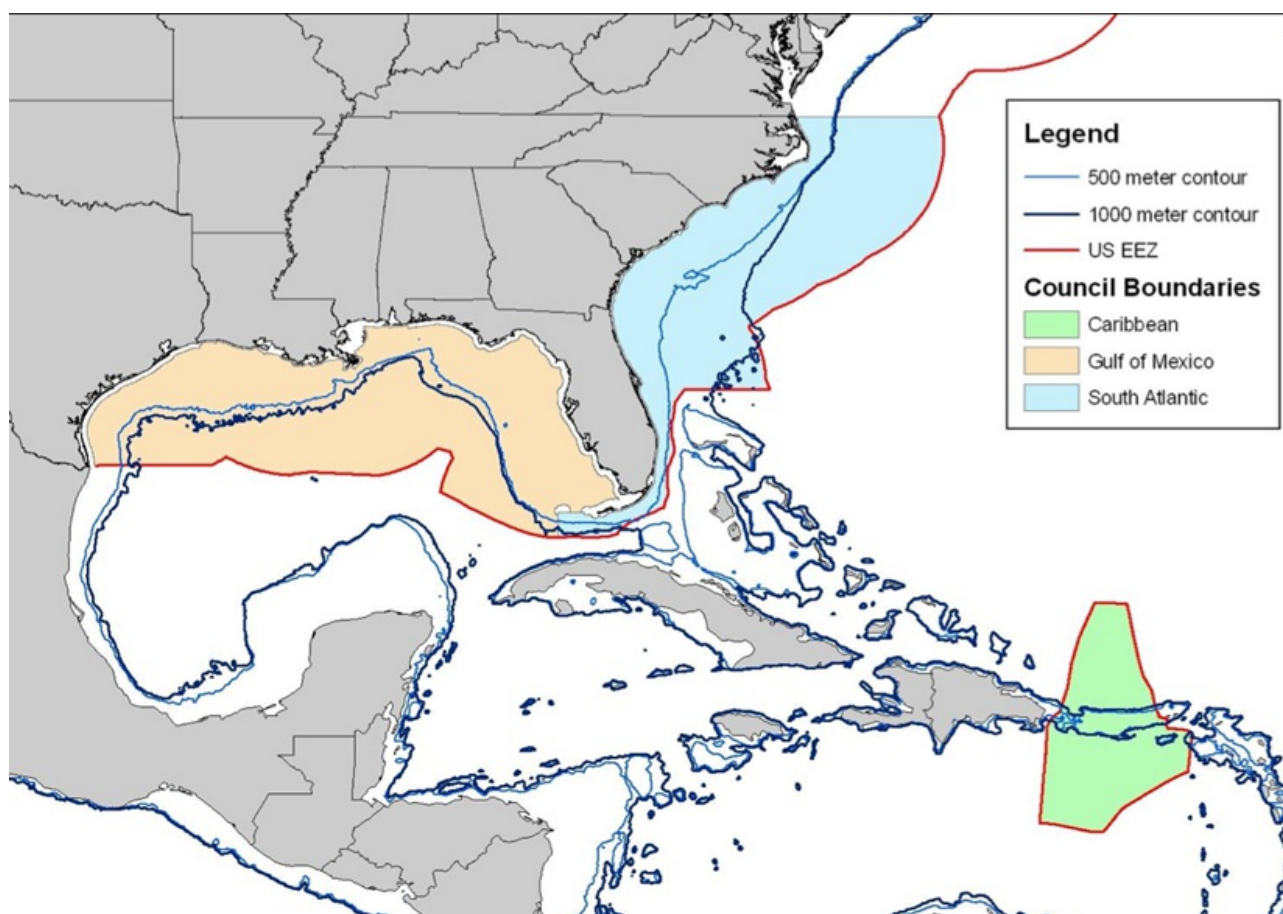 Legend
500 meter contour
1000 meter contour
US EEZ
Council Boundaries
Caribbean
Gulf of Mexico
South Atlantic